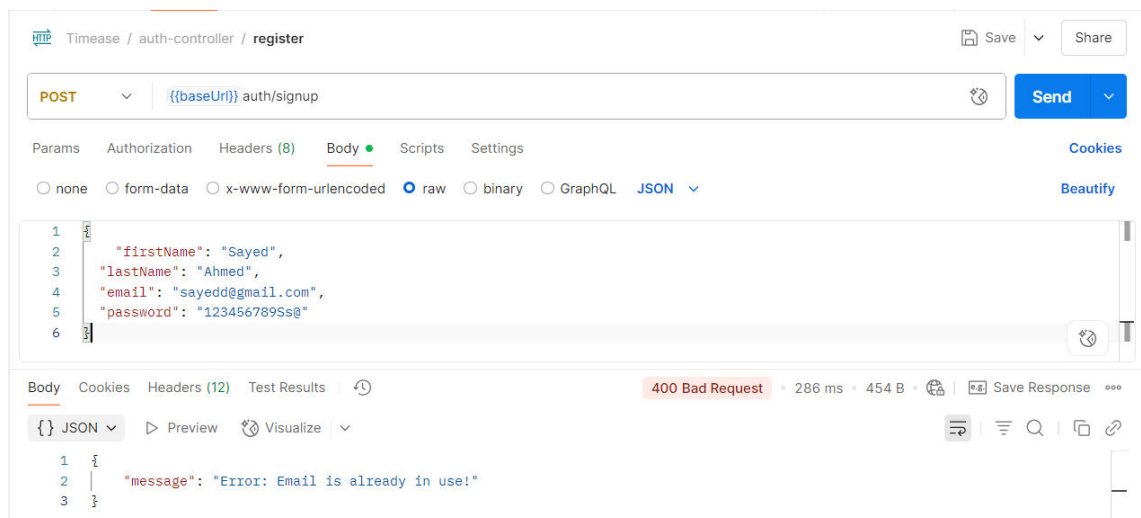 HTTP Timease / auth-controller / register Save Share
POST {{baseUrl}} auth/signup Send
Params Authorization Headers (8) Body Scripts Settings Cookies
none form-data x-www-form-urlencoded raw binary GraphQL JSON Beautify
1 {
2 "firstName": "Sayed",
3 "lastName": "Ahmed",
4 "email": "sayedd@gmail.com",
5 "password": "123456789Ss@"
6 }
Body Cookies Headers (12) Test Results 400 Bad Request 286 ms 454 B e.g. Save Response
{} JSON Preview Visualize
1 {
2 "message": "Error: Email is already in use!"
3 }